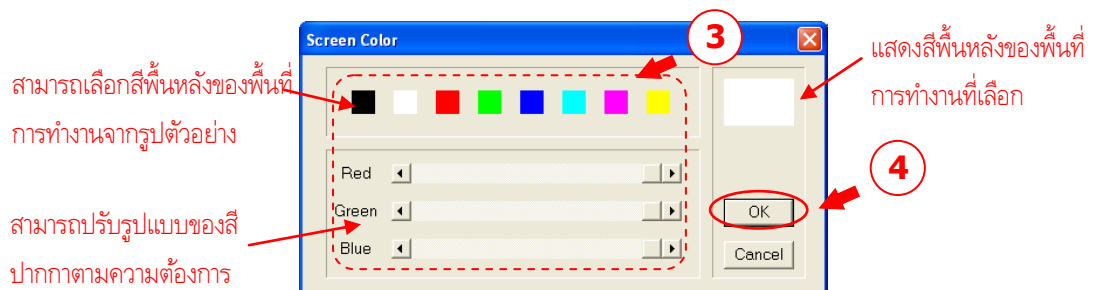 Screen Color
3
แสดงสีพื้นหลังของพื้นที่
การทำงานที่เลือก
สามารถเลือกสีพื้นหลังของพื้นที่
การทำงานจากรูปตัวอย่าง
4
Red
Green
Blue
OK
Cancel
สามารถปรับรูปแบบของสี
ปากกาตามความต้องการ